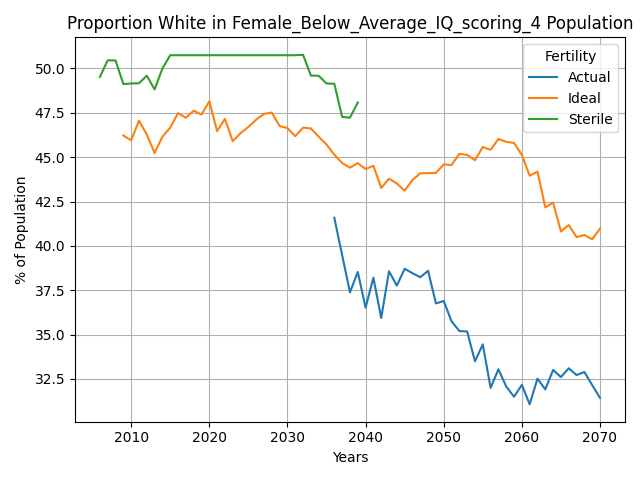 Proportion White in Female_Below_Average_IQ_scoring_4 Population
% of Population
50.0
47.5
45.0
42.5
40.0
37.5
35.0
32.5
Fertility
Actual
Ideal
Sterile
2010 2020 2030 2040 2050 2060 2070
Years